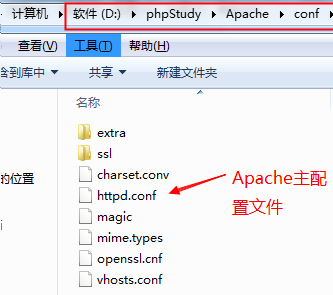 计算机 ▸ 软件 (D:) ▸ phpStudy ▸ Apache ▸ conf ▸
查看(V) 工具(T) 帮助(H)
含到库中 ▾ 共享 ▾ 新建文件夹
名称
extra
ssl
charset.conv
的位置
httpd.conf
Apache主配
置文件
magic
mime.types
openssl.cnf
vhosts.conf